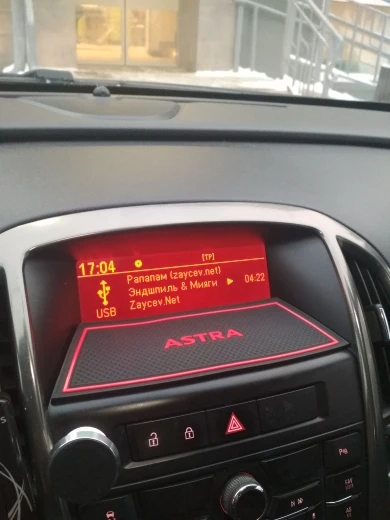 17:04 [TP]
Рапапам (zaycev.net)
Эндшпиль & Мияги 04:22
Zaycev.Net
USB
ASTRA